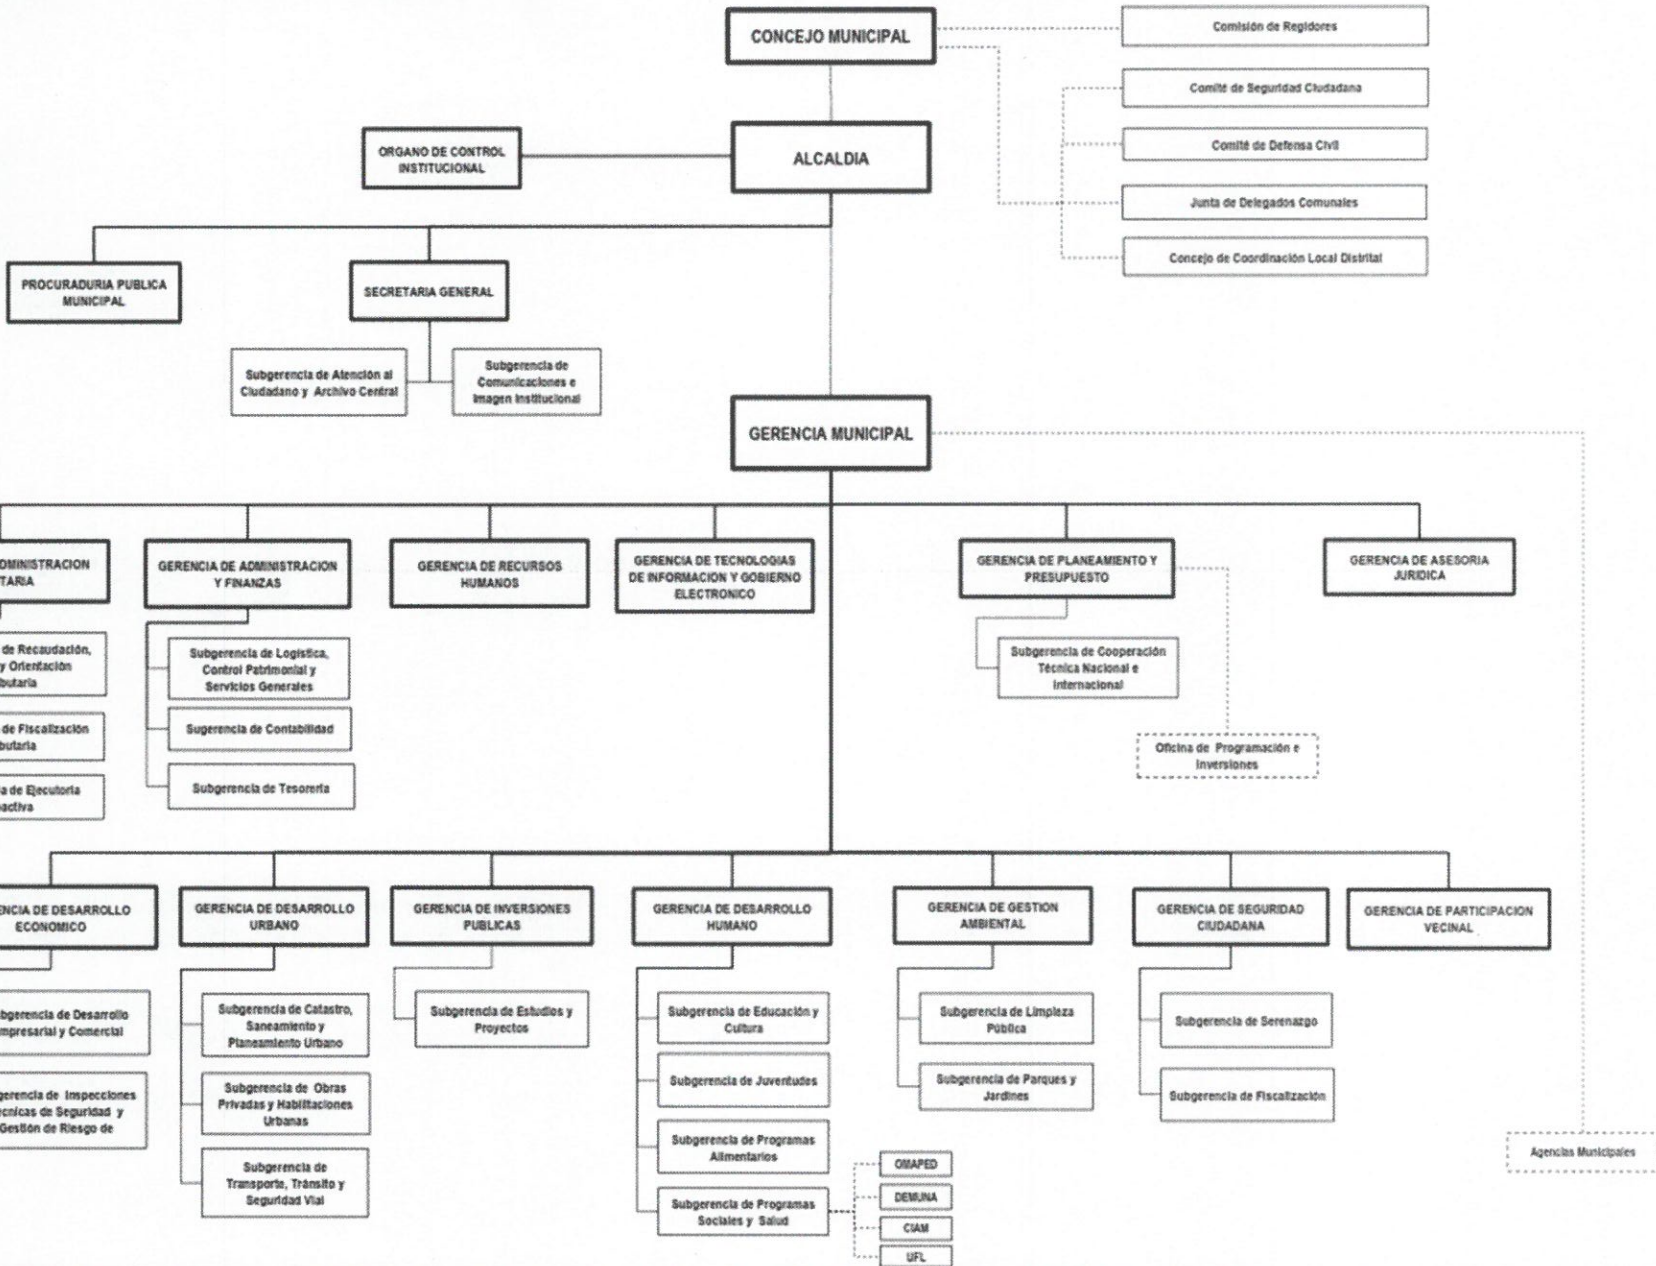 CONCEJO MUNICIPAL
Comisión de Regidores
Comité de Seguridad Ciudadana
Comité de Defensa Civil
Junta de Delegados Comunales
Concejo de Coordinación Local Distrital
ORGANO DE CONTROL
INSTITUCIONAL
ALCALDIA
PROCURADURIA PUBLICA
MUNICIPAL
SECRETARIA GENERAL
Subgerencia de Atención al
Ciudadano y Archivo Central
Subgerencia de
Comunicaciones e
Imagen Institucional
GERENCIA MUNICIPAL
DMINISTRACION
TARIA
GERENCIA DE ADMINISTRACION
Y FINANZAS
GERENCIA DE RECURSOS
HUMANOS
GERENCIA DE TECNOLOGIAS
DE INFORMACION Y GOBIERNO
ELECTRONICO
GERENCIA DE PLANEAMIENTO Y
PRESUPUESTO
GERENCIA DE ASESORIA
JURIDICA
de Recaudación,
y Orientación
butaria
de Fiscalización
butaria
a de Ejecutoria
activa
Subgerencia de Logística,
Control Patrimonial y
Servicios Generales
Sugerencia de Contabilidad
Subgerencia de Tesorería
Subgerencia de Cooperación
Técnica Nacional e
Internacional
Oficina de Programación e
Inversiones
ENCIA DE DESARROLLO
ECONOMICO
GERENCIA DE DESARROLLO
URBANO
GERENCIA DE INVERSIONES
PUBLICAS
GERENCIA DE DESARROLLO
HUMANO
GERENCIA DE GESTION
AMBIENTAL
GERENCIA DE SEGURIDAD
CIUDADANA
GERENCIA DE PARTICIPACION
VECINAL
bgerencia de Desarrollo
mpresarial y Comercial
gerencia de Inspecciones
écnicas de Seguridad y
Gestión de Riesgo de
Subgerencia de Catastro,
Saneamiento y
Planeamiento Urbano
Subgerencia de Obras
Privadas y Habilitaciones
Urbanas
Subgerencia de
Transporte, Tránsito y
Seguridad Vial
Subgerencia de Estudios y
Proyectos
Subgerencia de Educación y
Cultura
Subgerencia de Juventudes
Subgerencia de Programas
Alimentarios
Subgerencia de Programas
Sociales y Salud
OMAPED
DEMUNA
CIAM
UFL
Subgerencia de Limpieza
Pública
Subgerencia de Parques y
Jardines
Subgerencia de Serenazgo
Subgerencia de Fiscalización
Agencias Municipales